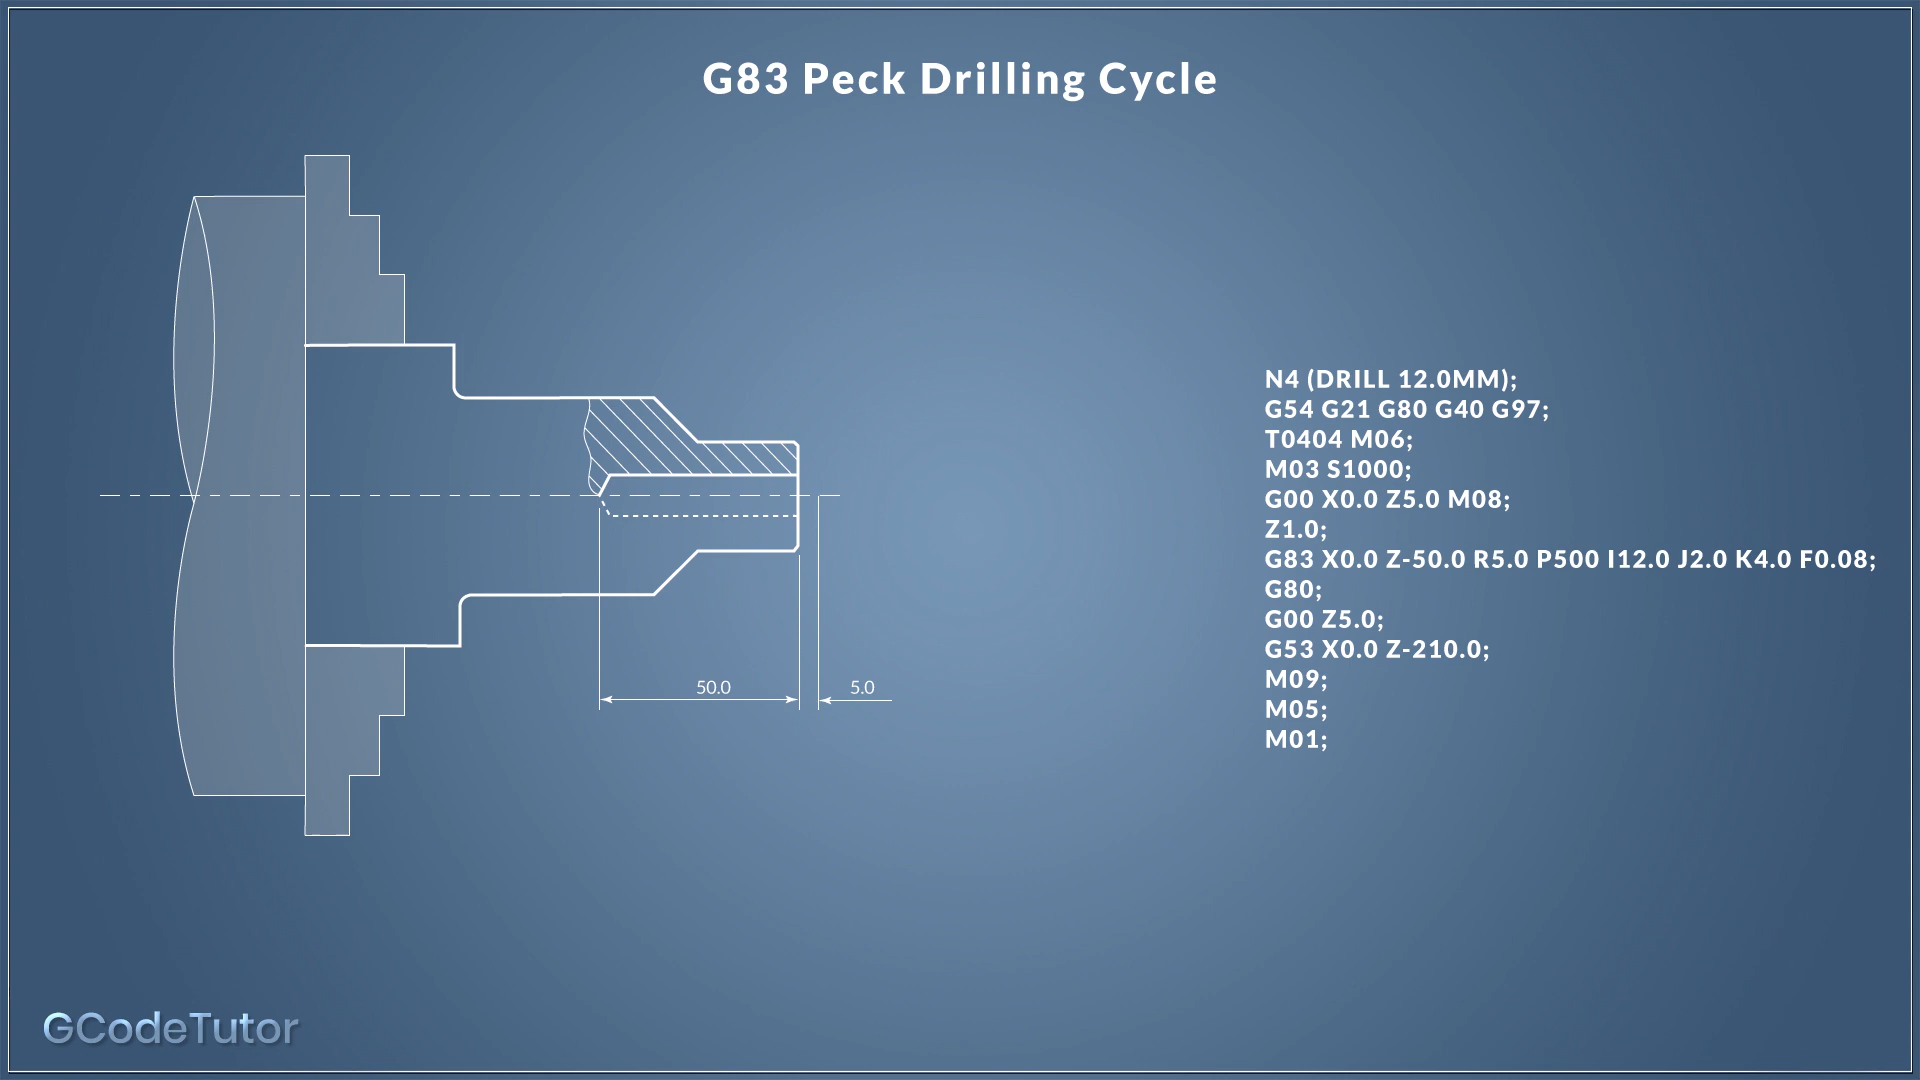 G83 Peck Drilling Cycle
N4 (DRILL 12.0MM);
G54 G21 G80 G40 G97;
T0404 M06;
M03 S1000;
G00 X0.0 Z5.0 M08;
Z1.0;
G83 X0.0 Z-50.0 R5.0 P500 I12.0 J2.0 K4.0 F0.08;
G80;
G00 Z5.0;
G53 X0.0 Z-210.0;
M09;
M05;
M01;
50.0
5.0
GCodeTutor